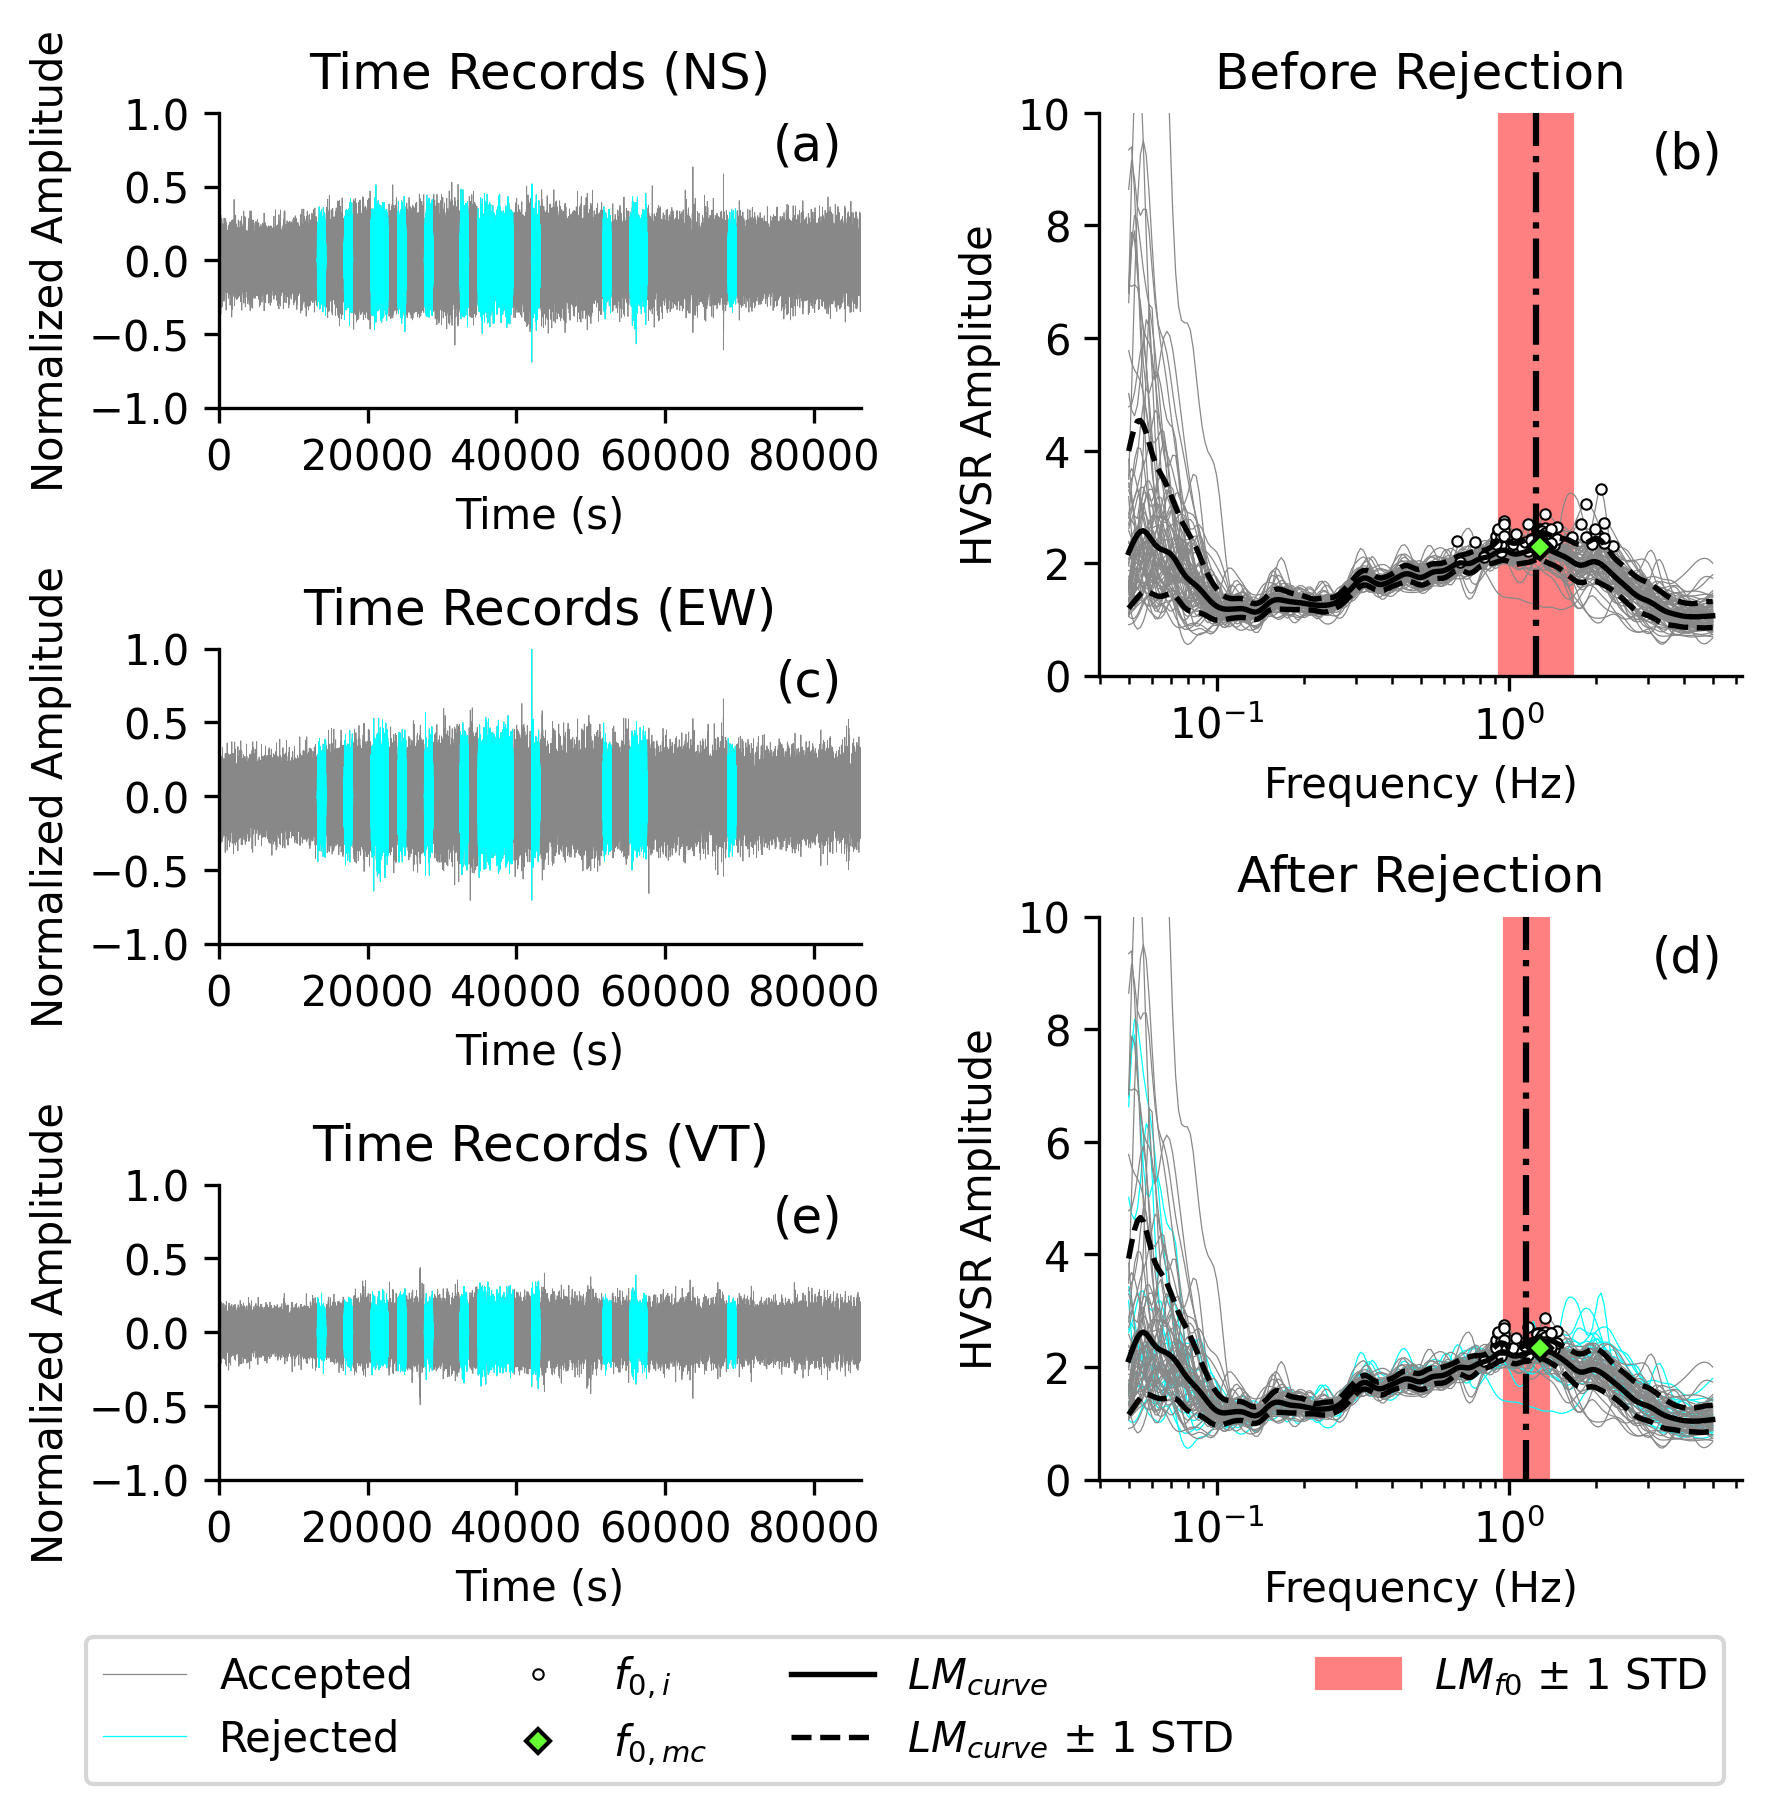 Time Records (NS)
(a)
Normalized Amplitude
1.0
0.5
0.0
−0.5
−1.0
0 20000 40000 60000 80000
Time (s)
Before Rejection
(b)
HVSR Amplitude
10
8
6
4
2
0
10⁻¹ 10⁰
Frequency (Hz)
Time Records (EW)
(c)
Normalized Amplitude
1.0
0.5
0.0
−0.5
−1.0
0 20000 40000 60000 80000
Time (s)
After Rejection
(d)
HVSR Amplitude
10
8
6
4
2
0
10⁻¹ 10⁰
Frequency (Hz)
Time Records (VT)
(e)
Normalized Amplitude
1.0
0.5
0.0
−0.5
−1.0
0 20000 40000 60000 80000
Time (s)
Accepted
Rejected
f0,i
f0,mc
LMcurve
LMcurve ± 1 STD
LMf0 ± 1 STD